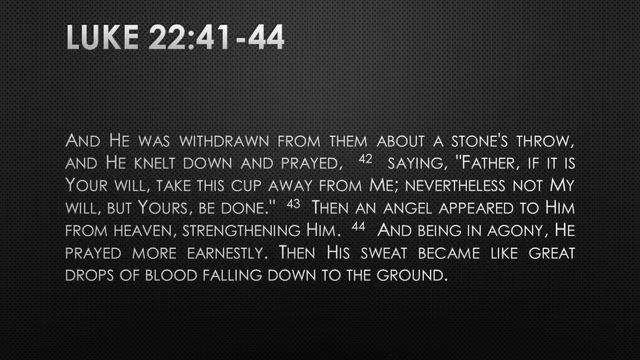 LUKE 22:41-44
AND HE WAS WITHDRAWN FROM THEM ABOUT A STONE'S THROW,
AND HE KNELT DOWN AND PRAYED, 42 SAYING, "FATHER, IF IT IS
YOUR WILL, TAKE THIS CUP AWAY FROM ME; NEVERTHELESS NOT MY
WILL, BUT YOURS, BE DONE." 43 THEN AN ANGEL APPEARED TO HIM
FROM HEAVEN, STRENGTHENING HIM. 44 AND BEING IN AGONY, HE
PRAYED MORE EARNESTLY. THEN HIS SWEAT BECAME LIKE GREAT
DROPS OF BLOOD FALLING DOWN TO THE GROUND.